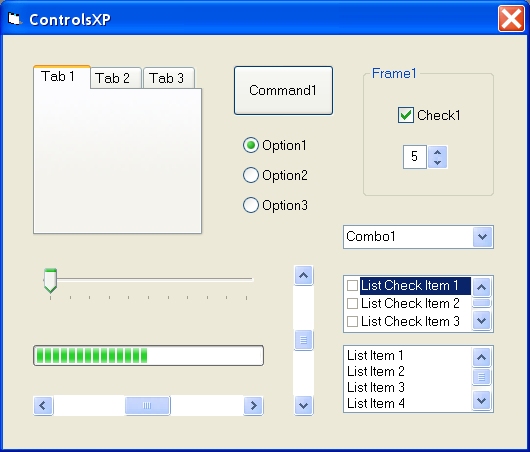 ControlsXP
Tab 1 Tab 2 Tab 3
Command1
Option1
Option2
Option3
Frame1
Check1
5
Combo1
List Check Item 1
List Check Item 2
List Check Item 3
List Item 1
List Item 2
List Item 3
List Item 4